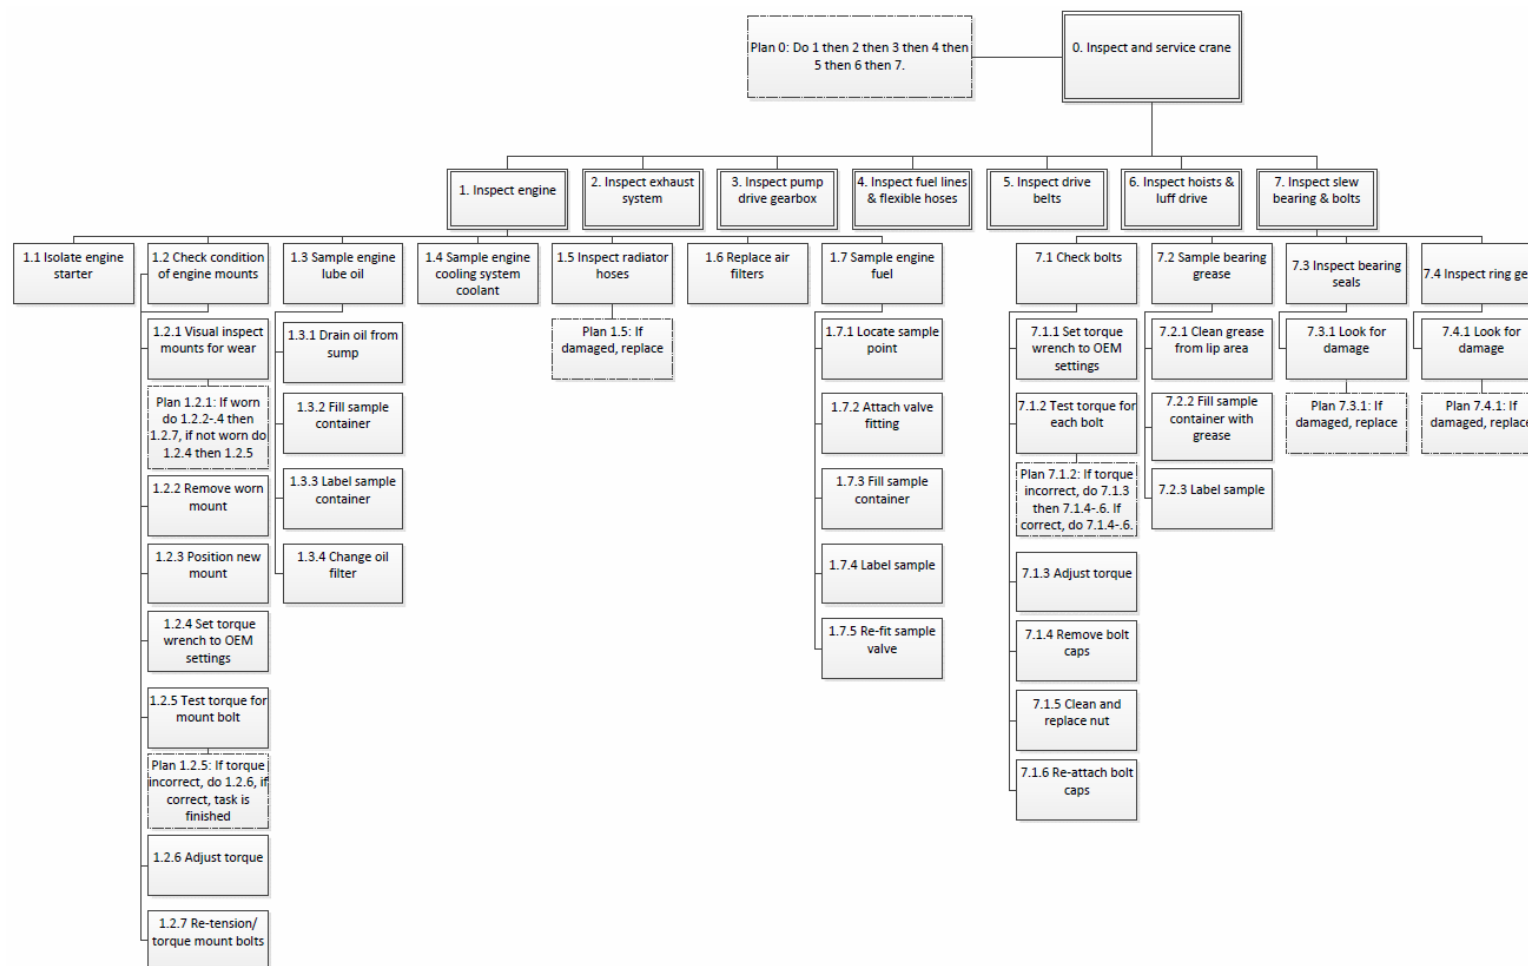 Plan 0: Do 1 then 2 then 3 then 4 then
5 then 6 then 7.
0. Inspect and service crane
1. Inspect engine
2. Inspect exhaust
system
3. Inspect pump
drive gearbox
4. Inspect fuel lines
& flexible hoses
5. Inspect drive
belts
6. Inspect hoists &
luff drive
7. Inspect slew
bearing & bolts
1.1 Isolate engine
starter
1.2 Check condition
of engine mounts
1.3 Sample engine
lube oil
1.4 Sample engine
cooling system
coolant
1.5 Inspect radiator
hoses
1.6 Replace air
filters
1.7 Sample engine
fuel
7.1 Check bolts
7.2 Sample bearing
grease
7.3 Inspect bearing
seals
7.4 Inspect ring ge
1.2.1 Visual inspect
mounts for wear
Plan 1.2.1: If worn
do 1.2.2-.4 then
1.2.7, if not worn do
1.2.4 then 1.2.5
1.2.2 Remove worn
mount
1.2.3 Position new
mount
1.2.4 Set torque
wrench to OEM
settings
1.2.5 Test torque for
mount bolt
Plan 1.2.5: If torque
incorrect, do 1.2.6, if
correct, task is
finished
1.2.6 Adjust torque
1.2.7 Re-tension/
torque mount bolts
1.3.1 Drain oil from
sump
1.3.2 Fill sample
container
1.3.3 Label sample
container
1.3.4 Change oil
filter
Plan 1.5: If
damaged, replace
1.7.1 Locate sample
point
1.7.2 Attach valve
fitting
1.7.3 Fill sample
container
1.7.4 Label sample
1.7.5 Re-fit sample
valve
7.1.1 Set torque
wrench to OEM
settings
7.1.2 Test torque for
each bolt
Plan 7.1.2: If torque
incorrect, do 7.1.3
then 7.1.4-.6. If
correct, do 7.1.4-.6.
7.1.3 Adjust torque
7.1.4 Remove bolt
caps
7.1.5 Clean and
replace nut
7.1.6 Re-attach bolt
caps
7.2.1 Clean grease
from lip area
7.2.2 Fill sample
container with
grease
7.2.3 Label sample
7.3.1 Look for
damage
Plan 7.3.1: If
damaged, replace
7.4.1 Look for
damage
Plan 7.4.1: If
damaged, replace